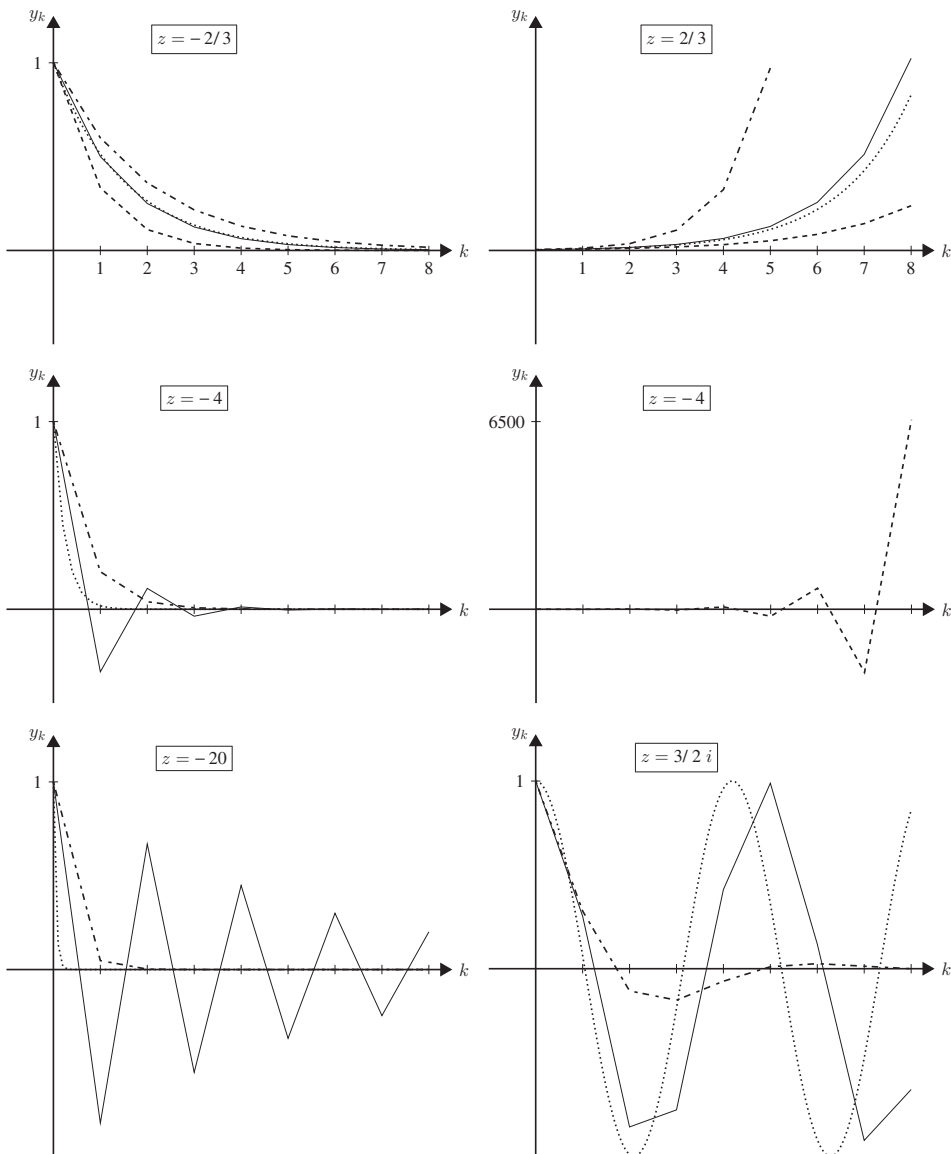 y_k
z = −2/3
1
1 2 3 4 5 6 7 8 k
y_k
z = 2/3
1 2 3 4 5 6 7 8 k
y_k
z = −4
1
k
y_k
z = −4
6500
k
y_k
z = −20
1
k
y_k
z = 3/2 i
1
k